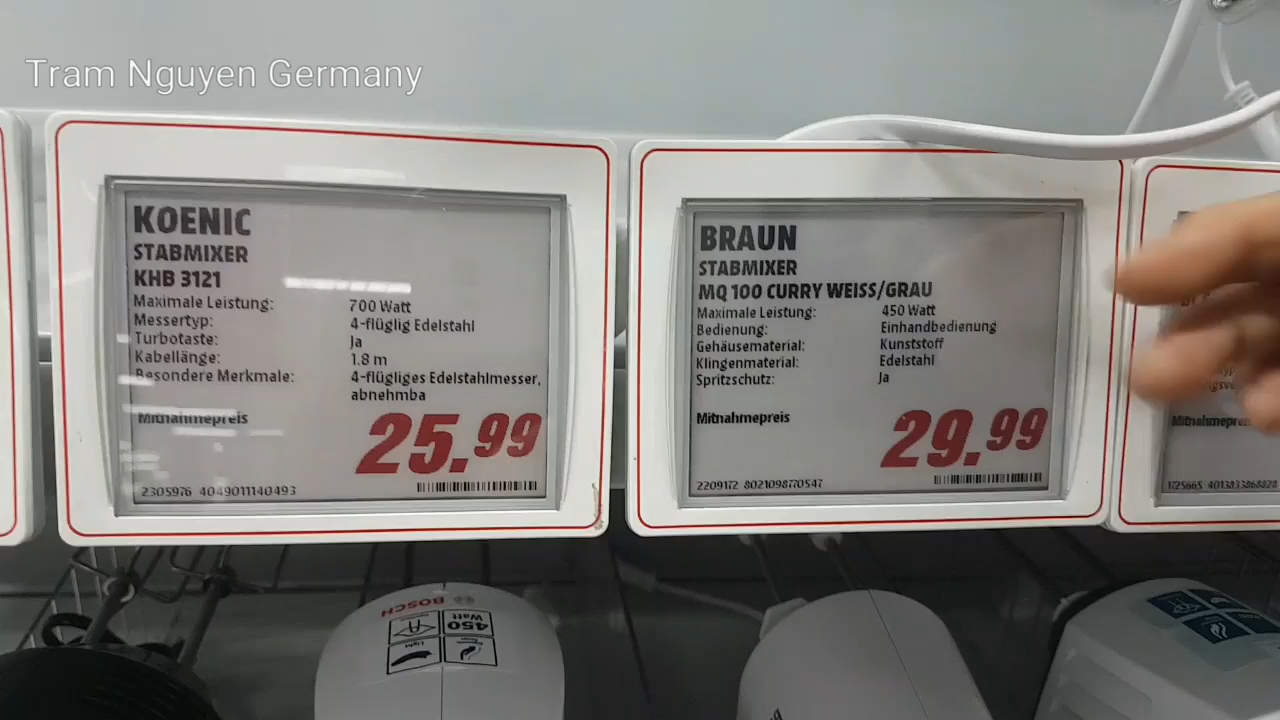 Tram Nguyen Germany
KOENIC
STABMIXER
KHB 3121
Maximale Leistung: 700 Watt
Messertyp: 4-flüglig Edelstahl
Turbotaste: Ja
Kabellänge: 1.8 m
Besondere Merkmale: 4-flügliges Edelstahlmesser,
abnehmba
Mitnahmepreis
25.99
2305976 4049011140493
BRAUN
STABMIXER
MQ 100 CURRY WEISS/GRAU
Maximale Leistung: 450 Watt
Bedienung: Einhandbedienung
Gehäusematerial: Kunststoff
Klingenmaterial: Edelstahl
Spritzschutz: Ja
Mitnahmepreis
29.99
2209172 8021098770547
Mitnahmepre
1725665 4013833868828
BOSCH
450
Watt